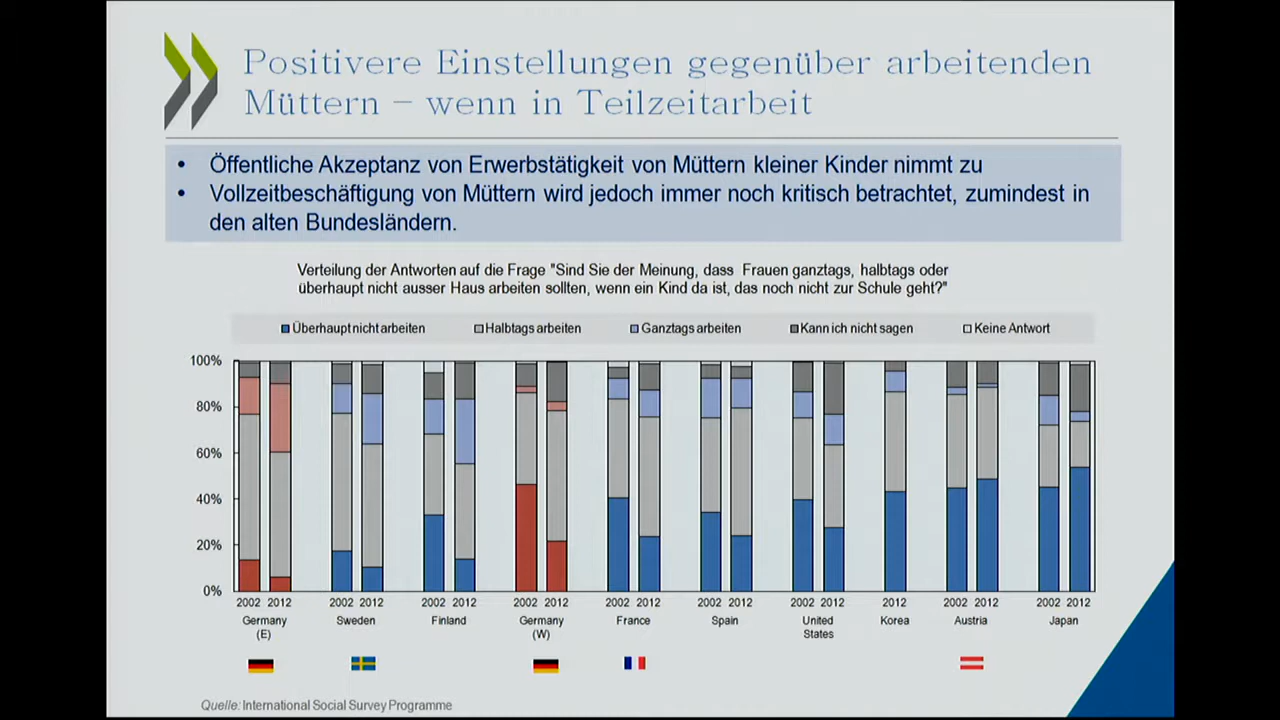 Positivere Einstellungen gegenüber arbeitenden
Müttern – wenn in Teilzeitarbeit
• Öffentliche Akzeptanz von Erwerbstätigkeit von Müttern kleiner Kinder nimmt zu
• Vollzeitbeschäftigung von Müttern wird jedoch immer noch kritisch betrachtet, zumindest in
den alten Bundesländern.
Verteilung der Antworten auf die Frage "Sind Sie der Meinung, dass Frauen ganztags, halbtags oder
überhaupt nicht ausser Haus arbeiten sollten, wenn ein Kind da ist, das noch nicht zur Schule geht?"
Überhaupt nicht arbeiten Halbtags arbeiten Ganztags arbeiten Kann ich nicht sagen Keine Antwort
100%
80%
60%
40%
20%
0%
2002 2012 2002 2012 2002 2012 2002 2012 2002 2012 2002 2012 2002 2012 2012 2002 2012 2002 2012
Germany Sweden Finland Germany France Spain United Korea Austria Japan
(E) (W) States
Quelle: International Social Survey Programme